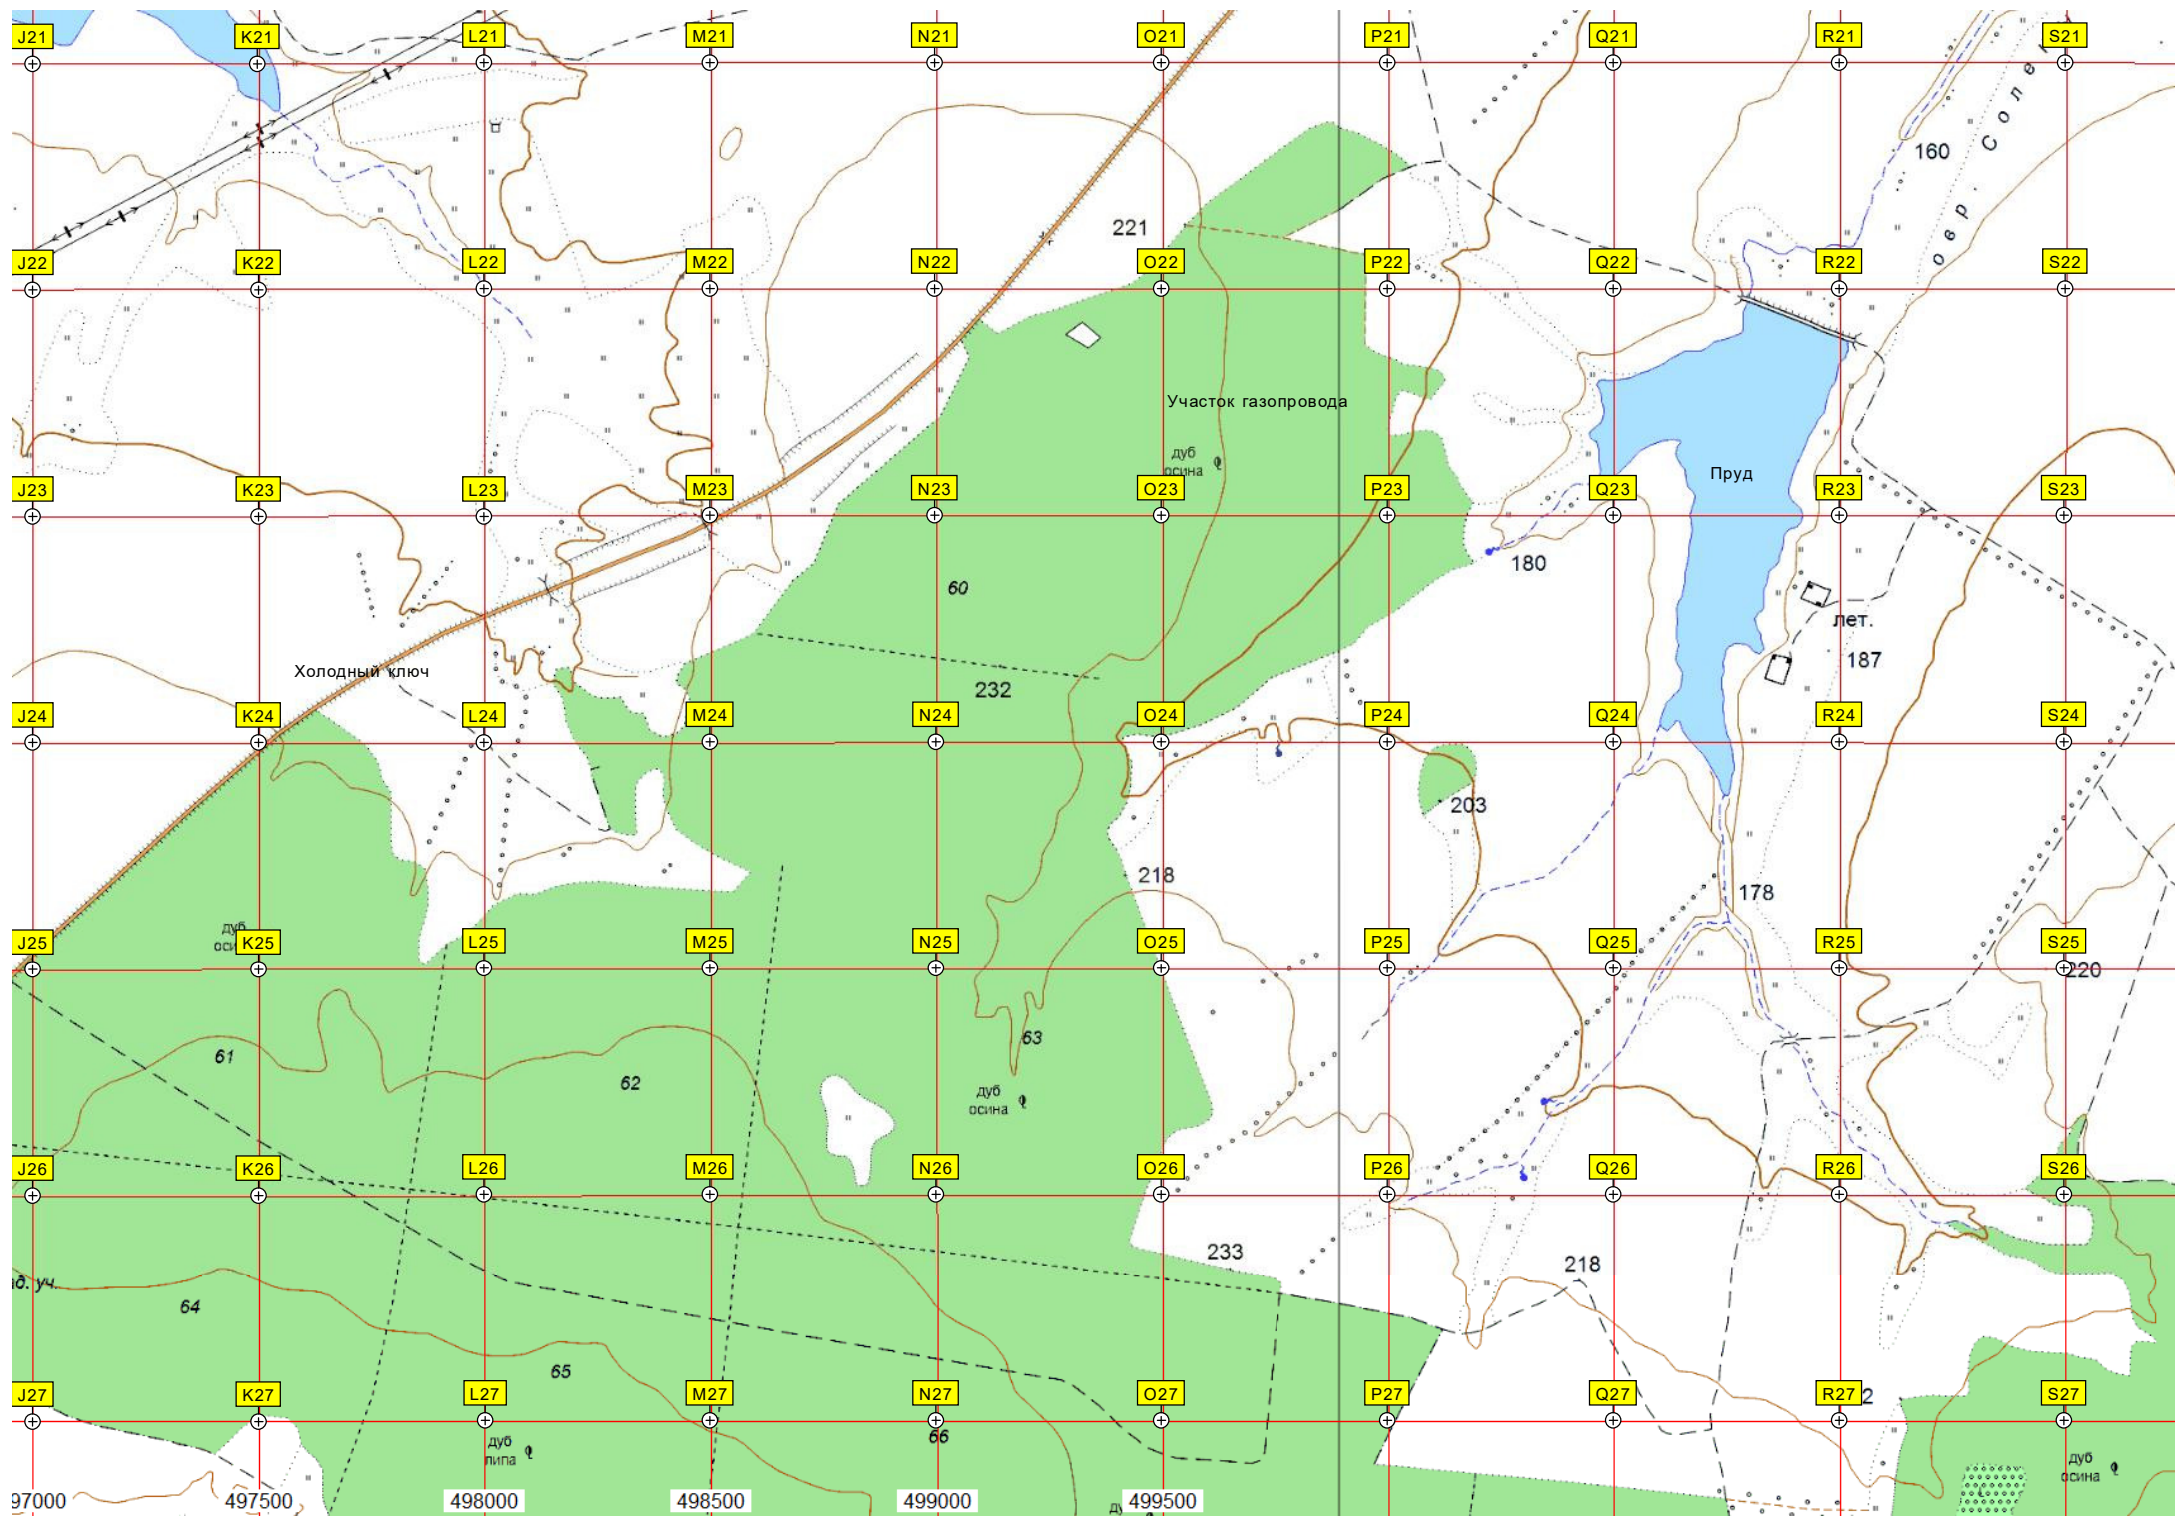 J21 K21 L21 M21 N21 O21 P21 Q21 R21 S21
160
овр. Солев
221
J22 K22 L22 M22 N22 O22 P22 Q22 R22 S22
Участок газопровода
дуб
осина
Пруд
J23 K23 L23 M23 N23 O23 P23 Q23 R23 S23
180
60
лет.
187
Холодный ключ
232
J24 K24 L24 M24 N24 O24 P24 Q24 R24 S24
203
218
178
дуб
J25 K25 L25 M25 N25 O25 P25 Q25 R25 S25
220
61
63
62
дуб
осина
J26 K26 L26 M26 N26 O26 P26 Q26 R26 S26
233
218
д. уч.
64
65
J27 K27 L27 M27 N27 O27 P27 Q27 R27 S27
2
66
дуб
липа
дуб
осина
97000 497500 498000 498500 499000 499500